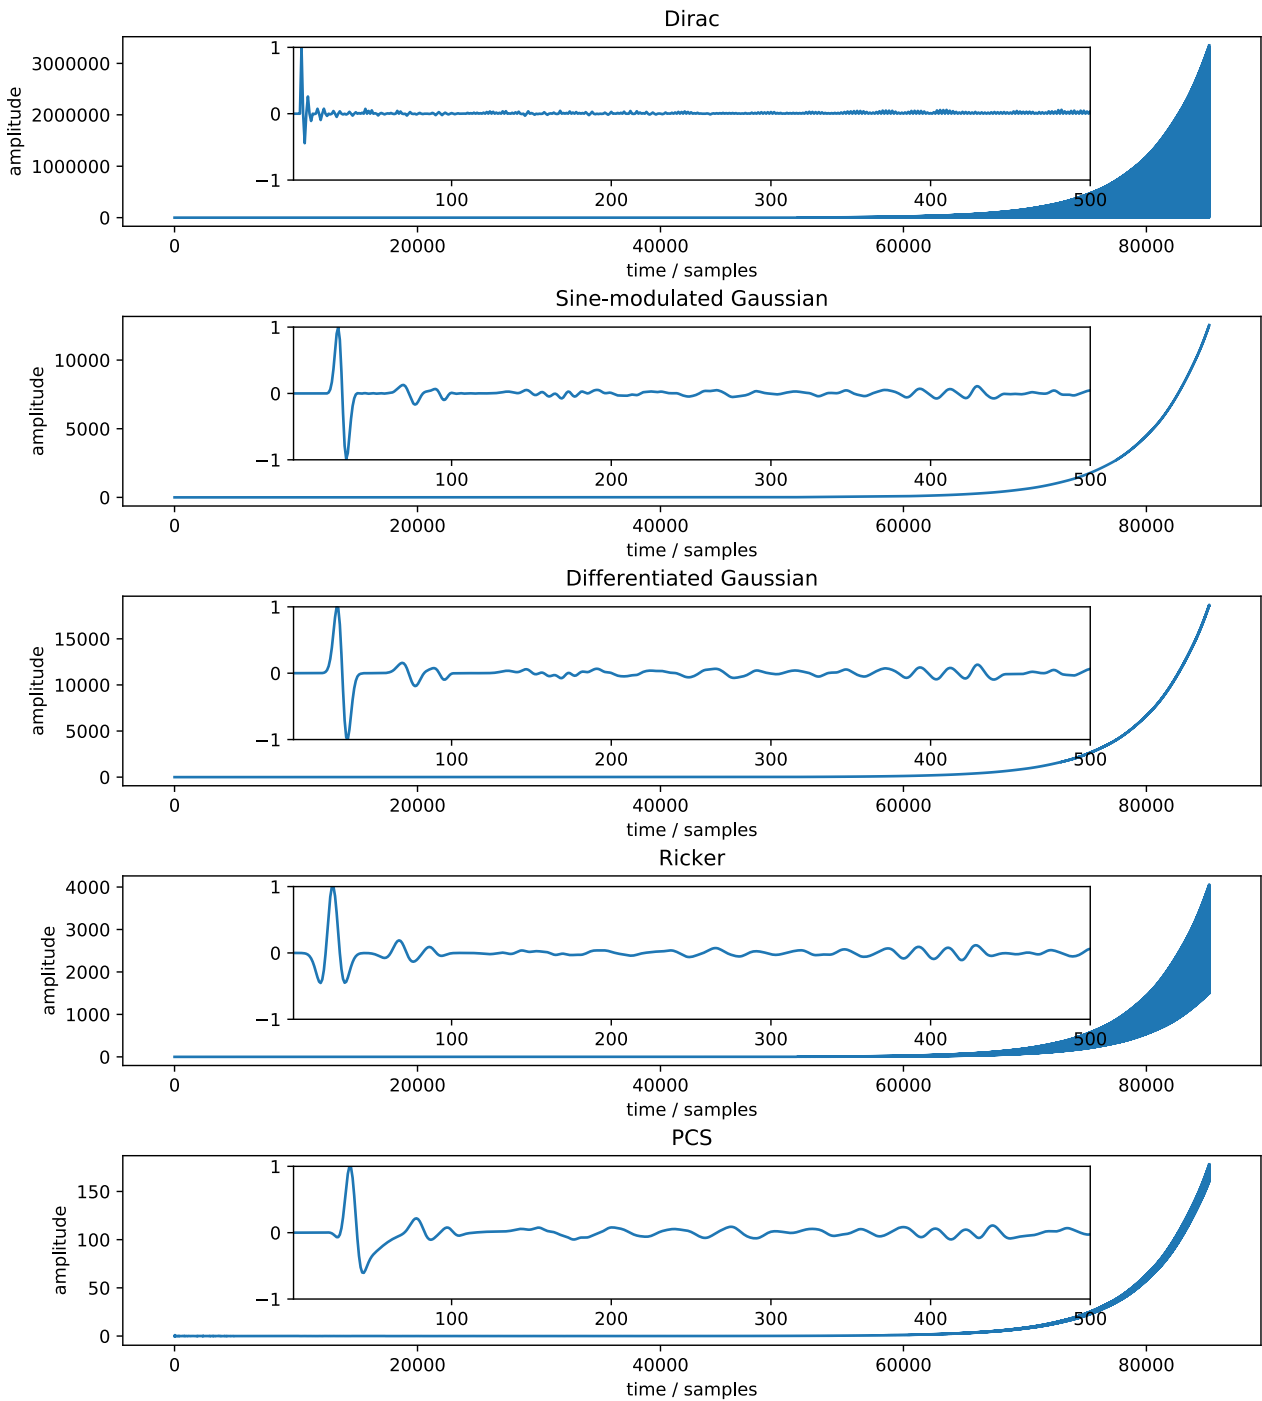 Dirac
amplitude
3000000
2000000
1000000
0
1
0
−1
100 200 300 400 500
0 20000 40000 60000 80000
time / samples
Sine-modulated Gaussian
amplitude
10000
5000
0
1
0
−1
100 200 300 400 500
0 20000 40000 60000 80000
time / samples
Differentiated Gaussian
amplitude
15000
10000
5000
0
1
0
−1
100 200 300 400 500
0 20000 40000 60000 80000
time / samples
Ricker
amplitude
4000
3000
2000
1000
0
1
0
−1
100 200 300 400 500
0 20000 40000 60000 80000
time / samples
PCS
amplitude
150
100
50
0
1
0
−1
100 200 300 400 500
0 20000 40000 60000 80000
time / samples